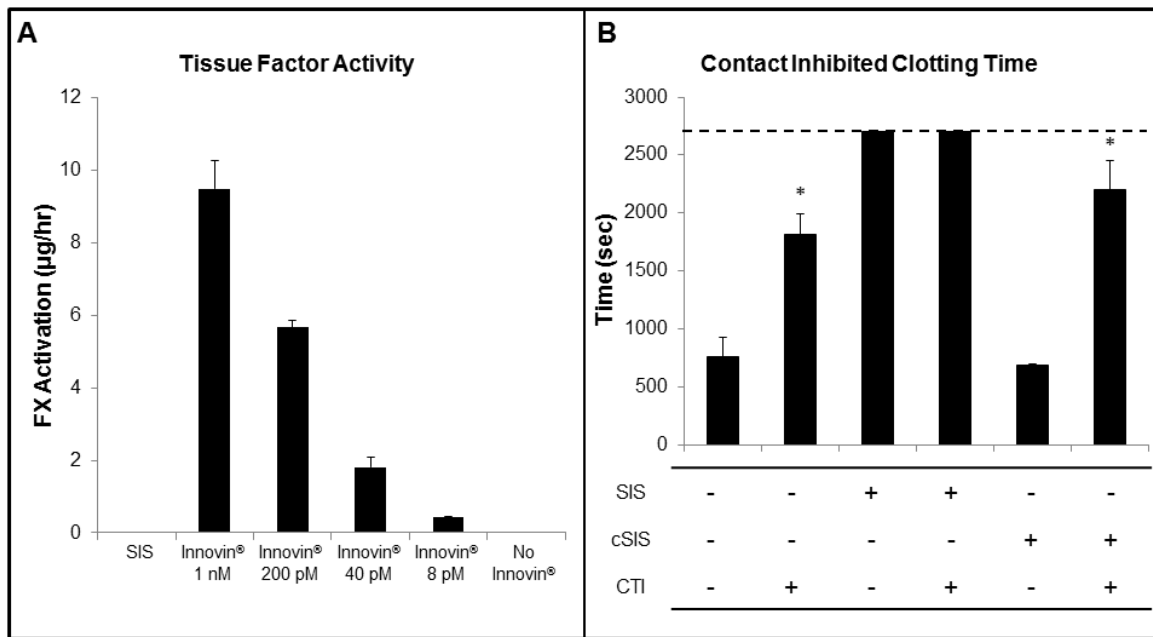 A
Tissue Factor Activity
FX Activation (µg/hr)
12
10
8
6
4
2
0
SIS
Innovin® 1 nM
Innovin® 200 pM
Innovin® 40 pM
Innovin® 8 pM
No Innovin®
B
Contact Inhibited Clotting Time
Time (sec)
3000
2500
2000
1500
1000
500
0
*
*
SIS - - + + - -
cSIS - - - - + +
CTI - + - + - +